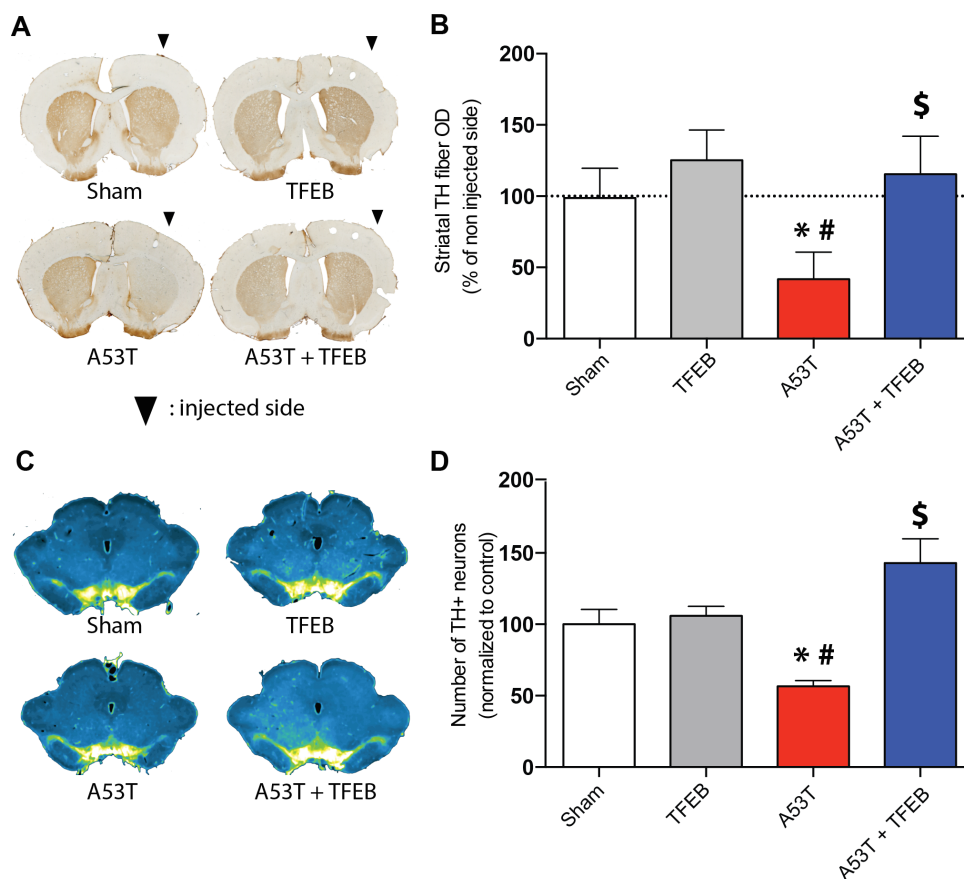 A
Sham
TFEB
A53T
A53T + TFEB
▼ : injected side
B
Striatal TH fiber OD
(% of non injected side)
200
150
100
50
0
* #
$
Sham
TFEB
A53T
A53T + TFEB
C
Sham
TFEB
A53T
A53T + TFEB
D
Number of TH+ neurons
(normalized to control)
200
150
100
50
0
* #
$
Sham
TFEB
A53T
A53T + TFEB